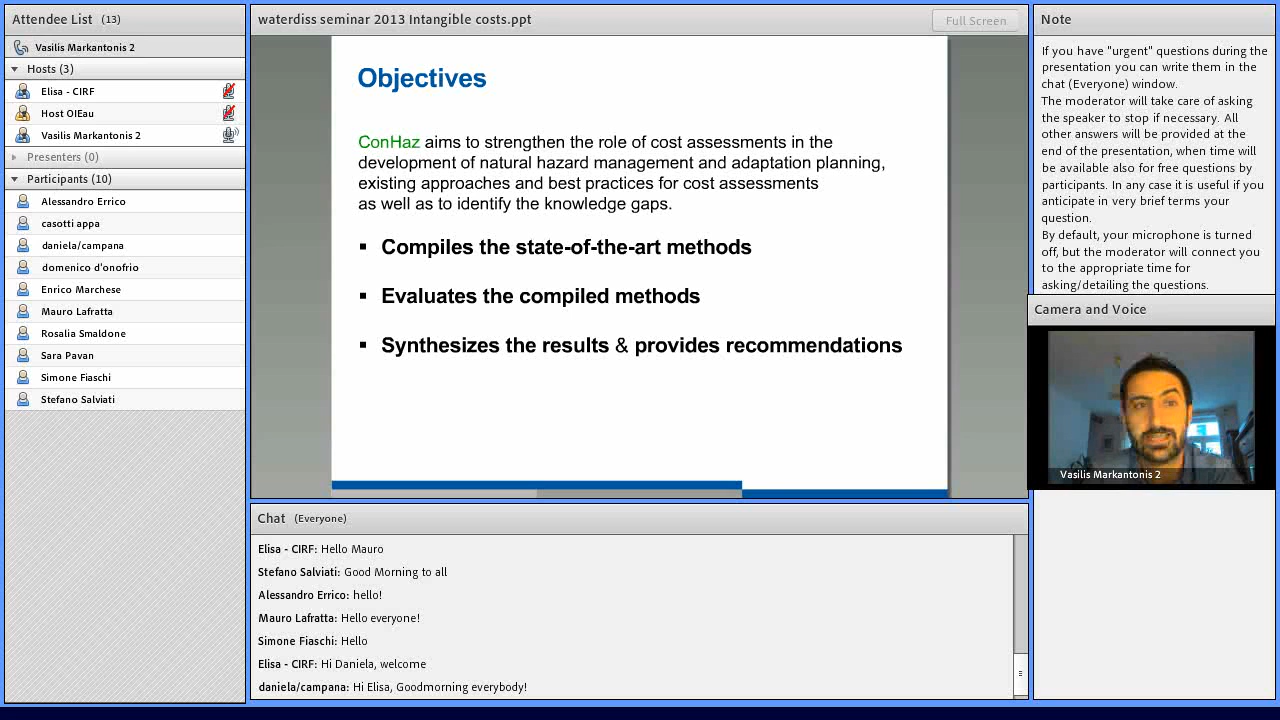 Attendee List (13)
Vasilis Markantonis 2
Hosts (3)
Elisa - CIRF
Host OIEau
Vasilis Markantonis 2
Presenters (0)
Participants (10)
Alessandro Errico
casotti appa
daniela/campana
domenico d'onofrio
Enrico Marchese
Mauro Lafratta
Rosalia Smaldone
Sara Pavan
Simone Fiaschi
Stefano Salviati
waterdiss seminar 2013 Intangible costs.ppt
Full Screen
Objectives
ConHaz aims to strengthen the role of cost assessments in the
development of natural hazard management and adaptation planning,
existing approaches and best practices for cost assessments
as well as to identify the knowledge gaps.
▪ Compiles the state-of-the-art methods
▪ Evaluates the compiled methods
▪ Synthesizes the results & provides recommendations
Chat (Everyone)
Elisa - CIRF: Hello Mauro
Stefano Salviati: Good Morning to all
Alessandro Errico: hello!
Mauro Lafratta: Hello everyone!
Simone Fiaschi: Hello
Elisa - CIRF: Hi Daniela, welcome
daniela/campana: Hi Elisa, Goodmorning everybody!
Note
If you have "urgent" questions during the
presentation you can write them in the
chat (Everyone) window.
The moderator will take care of asking
the speaker to stop if necessary. All
other answers will be provided at the
end of the presentation, when time will
be available also for free questions by
participants. In any case it is useful if you
anticipate in very brief terms your
question.
By default, your microphone is turned
off, but the moderator will connect you
to the appropriate time for
asking/detailing the questions.
Camera and Voice
Vasilis Markantonis 2